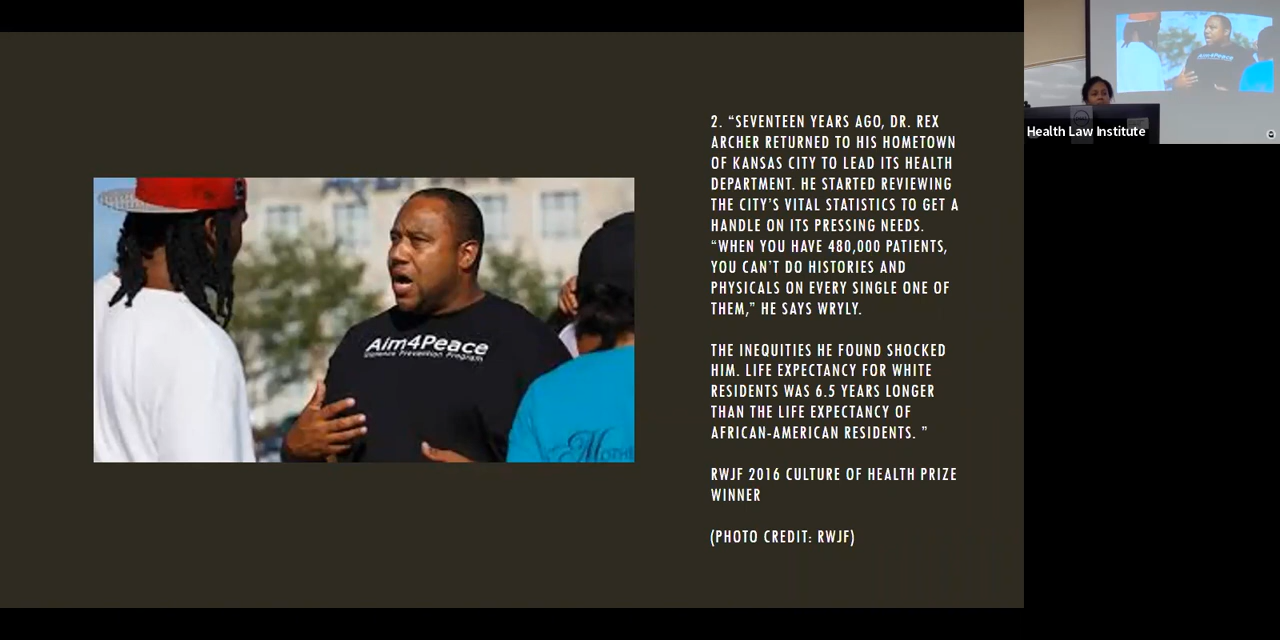 2. “SEVENTEEN YEARS AGO, DR. REX
ARCHER RETURNED TO HIS HOMETOWN
OF KANSAS CITY TO LEAD ITS HEALTH
DEPARTMENT. HE STARTED REVIEWING
THE CITY’S VITAL STATISTICS TO GET A
HANDLE ON ITS PRESSING NEEDS.
“WHEN YOU HAVE 480,000 PATIENTS,
YOU CAN’T DO HISTORIES AND
PHYSICALS ON EVERY SINGLE ONE OF
THEM,” HE SAYS WRYLY.
THE INEQUITIES HE FOUND SHOCKED
HIM. LIFE EXPECTANCY FOR WHITE
RESIDENTS WAS 6.5 YEARS LONGER
THAN THE LIFE EXPECTANCY OF
AFRICAN-AMERICAN RESIDENTS. ”
RWJF 2016 CULTURE OF HEALTH PRIZE
WINNER
(PHOTO CREDIT: RWJF)
Aim4Peace
Violence Prevention Program
Health Law Institute
Aim4Peace